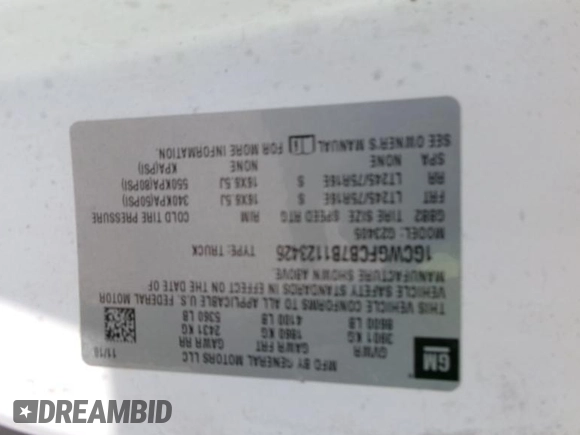 GM
MFD BY GENERAL MOTORS LLC 11/10
GVWR GAWR FRT GAWR RR
3901 KG 1860 KG 2431 KG
8600 LB 4100 LB 5360 LB
THIS VEHICLE CONFORMS TO ALL APPLICABLE U.S. FEDERAL MOTOR
VEHICLE SAFETY STANDARDS IN EFFECT ON THE DATE OF
MANUFACTURE SHOWN ABOVE.
1GCWGFCB7B1123426 TYPE: TRUCK
MODEL: G23405
GBB2 TIRE SIZE SPEED RTG RIM COLD TIRE PRESSURE
FRT LT245/75R16E S 16X6.5J 340KPA(50PSI)
RR LT245/75R16E S 16X6.5J 550KPA(80PSI)
SPA NONE NONE KPA(PSI)
SEE OWNER'S MANUAL FOR MORE INFORMATION.
DREAMBID